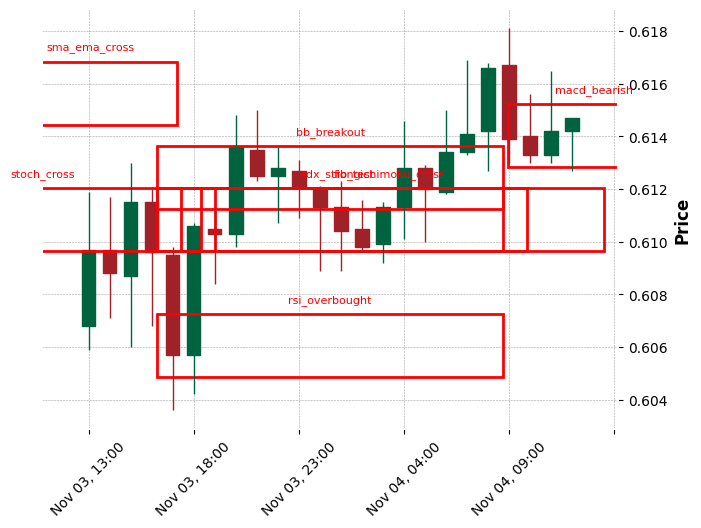 sma_ema_cross
macd_bearish
bb_breakout
stoch_cross
rsi_overbought
0.618
0.616
0.614
0.612
0.610
0.608
0.606
0.604
Price
Nov 03, 13:00
Nov 03, 18:00
Nov 03, 23:00
Nov 04, 04:00
Nov 04, 09:00